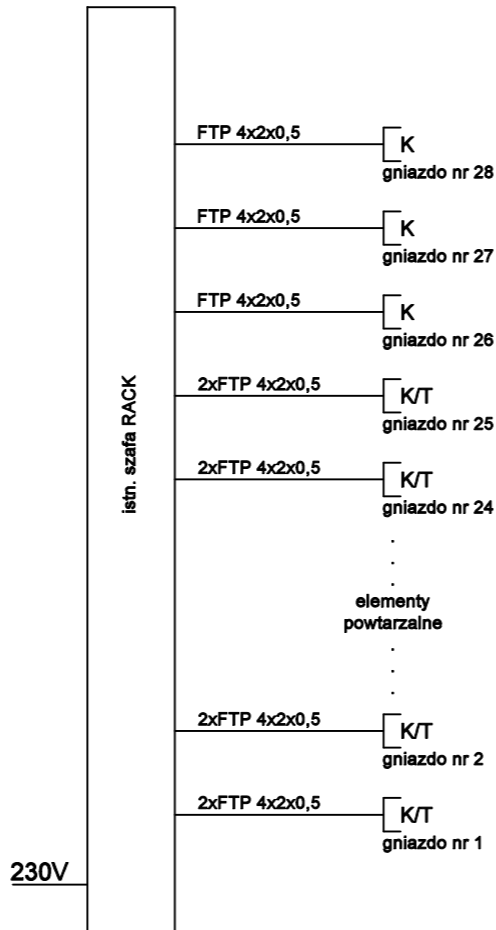 FTP 4x2x0,5
K
gniazdo nr 28
FTP 4x2x0,5
K
gniazdo nr 27
FTP 4x2x0,5
K
gniazdo nr 26
2xFTP 4x2x0,5
K/T
gniazdo nr 25
istn. szafa RACK
2xFTP 4x2x0,5
K/T
gniazdo nr 24
elementy
powtarzalne
2xFTP 4x2x0,5
K/T
gniazdo nr 2
2xFTP 4x2x0,5
K/T
gniazdo nr 1
230V